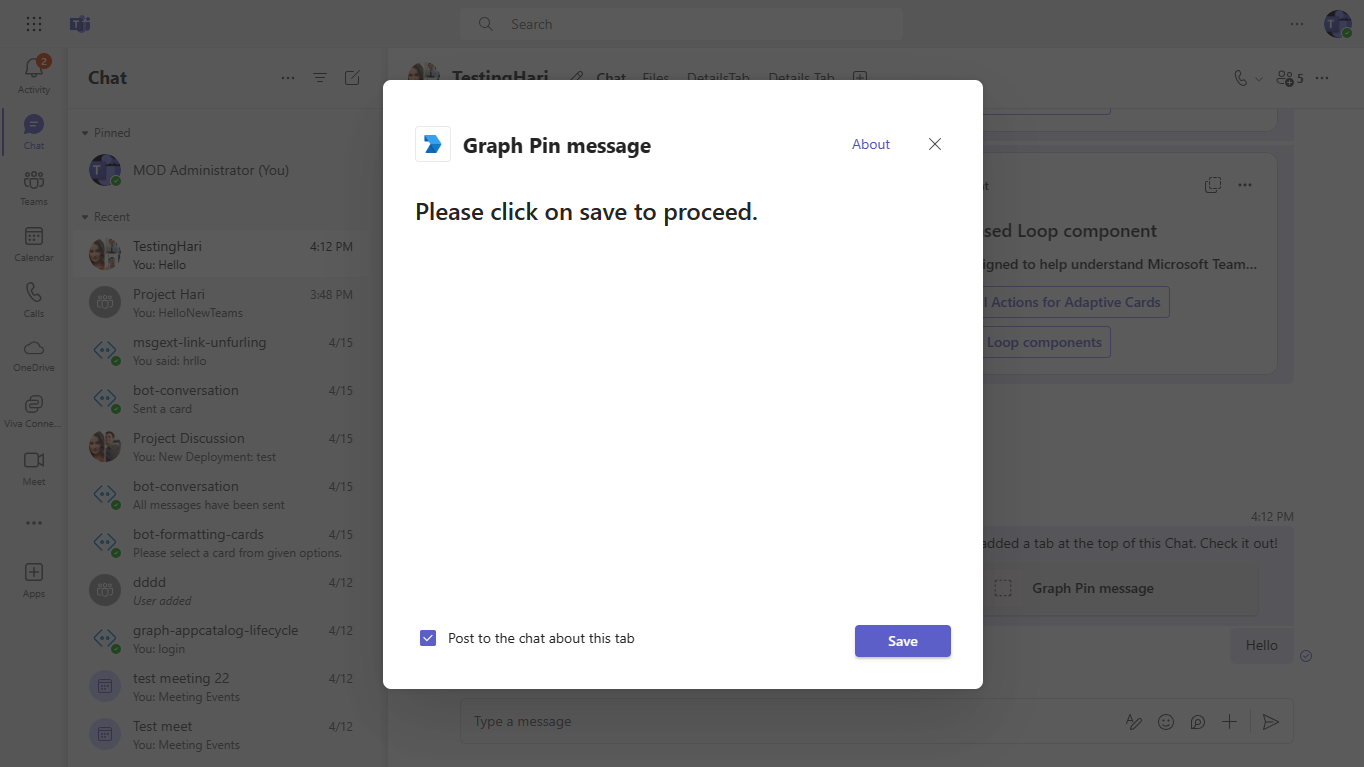 Search
2
Activity
Chat
Teams
Calendar
Calls
OneDrive
Viva Conne...
Meet
Apps
Chat
Pinned
MOD Administrator (You)
Recent
TestingHari 4:12 PM
You: Hello
Project Hari 3:48 PM
You: HelloNewTeams
msgext-link-unfurling 4/15
You said: hrllo
bot-conversation 4/15
Sent a card
Project Discussion 4/15
You: New Deployment: test
bot-conversation 4/15
All messages have been sent
bot-formatting-cards 4/15
Please select a card from given options.
dddd 4/12
User added
graph-appcatalog-lifecycle 4/12
You: login
test meeting 22 4/12
You: Meeting Events
Test meet 4/12
You: Meeting Events
TestingHari Chat Files DetailsTab Details Tab
5
Graph Pin message
About
Please click on save to proceed.
Post to the chat about this tab
Save
sed Loop component
igned to help understand Microsoft Team...
l Actions for Adaptive Cards
Loop components
4:12 PM
added a tab at the top of this Chat. Check it out!
Graph Pin message
Hello
Type a message